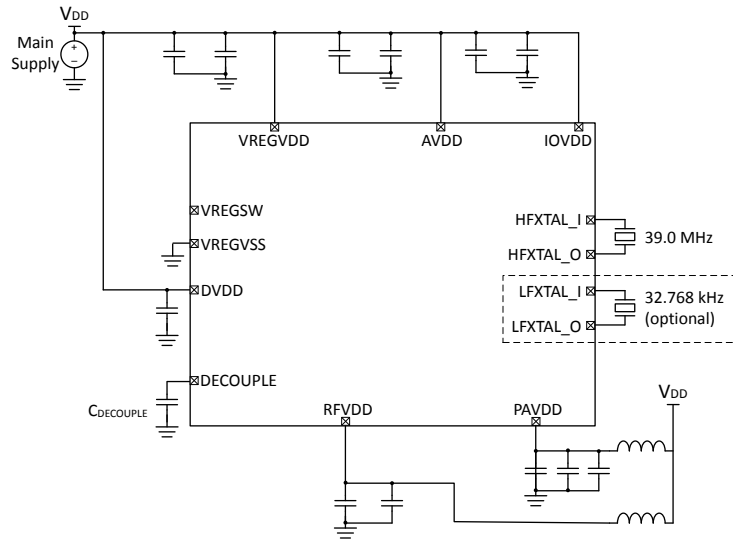 VDD
Main
Supply
+
−
VREGVDD
AVDD
IOVDD
VREGSW
HFXTAL_I
39.0 MHz
VREGVSS
HFXTAL_O
DVDD
LFXTAL_I
32.768 kHz
(optional)
LFXTAL_O
DECOUPLE
CDECOUPLE
RFVDD
PAVDD
VDD